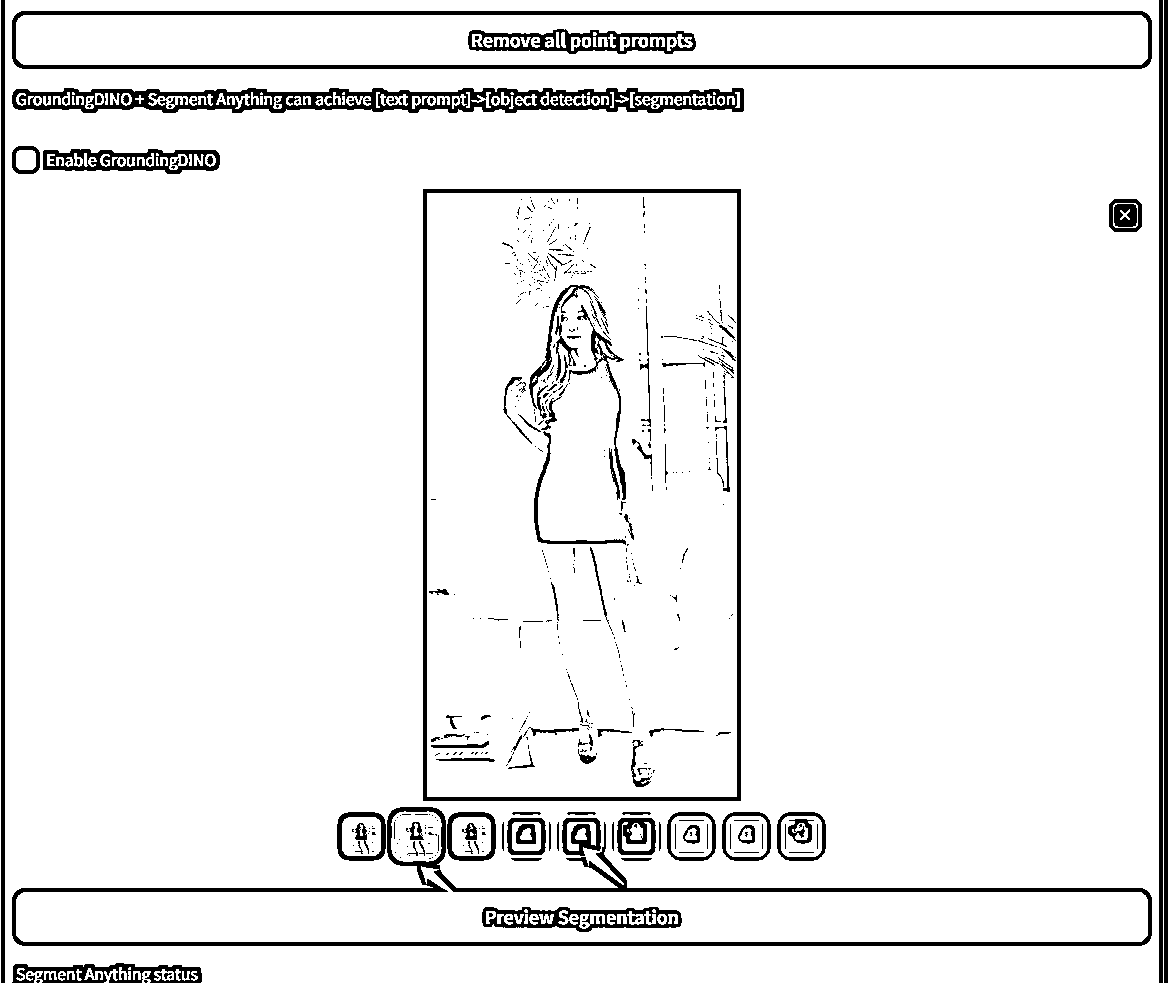 Remove all point prompts
GroundingDINO + Segment Anything can achieve [text prompt]->[object detection]->[segmentation]
Enable GroundingDINO
Preview Segmentation
Segment Anything status